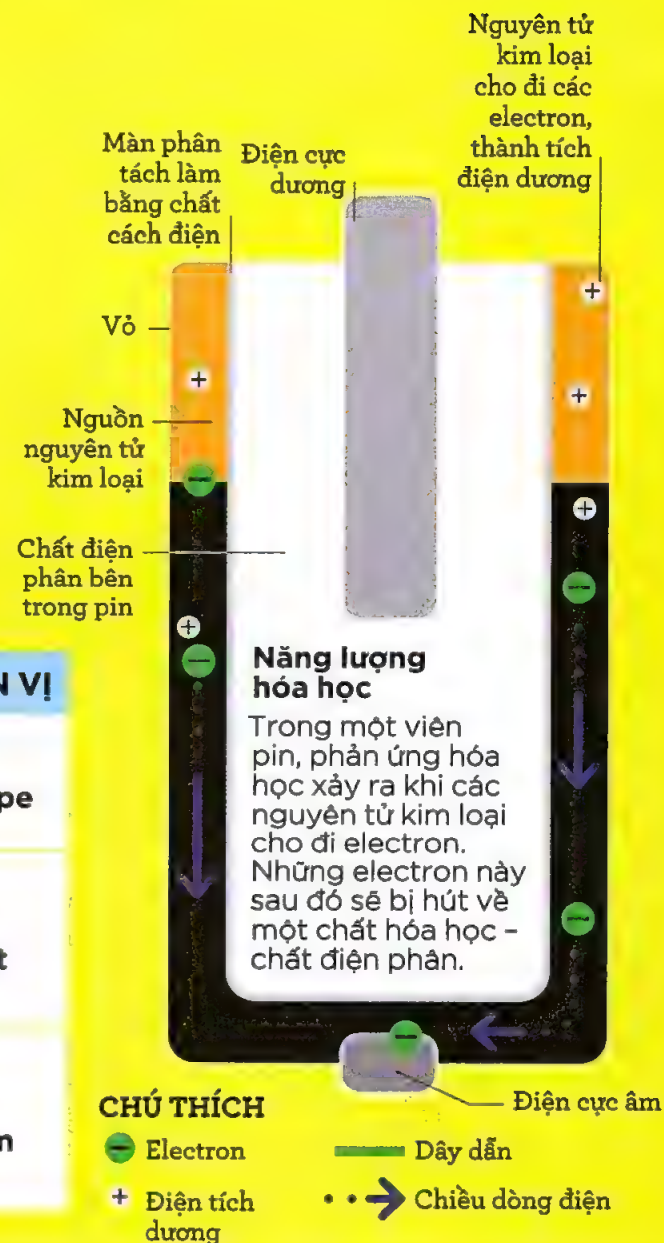 Nguyên tử
kim loại
cho đi các
electron,
thành tích
điện dương
Màn phân
tách làm
bằng chất
cách điện
Điện cực
dương
Vỏ
Nguồn
nguyên tử
kim loại
Chất điện
phân bên
trong pin
Năng lượng
hóa học
Trong một viên
pin, phản ứng hóa
học xảy ra khi các
nguyên tử kim loại
cho đi electron.
Những electron này
sau đó sẽ bị hút về
một chất hóa học –
chất điện phân.
VỊ
Điện cực âm
CHÚ THÍCH
Electron
Dây dẫn
+ Điện tích
dương
Chiều dòng điện